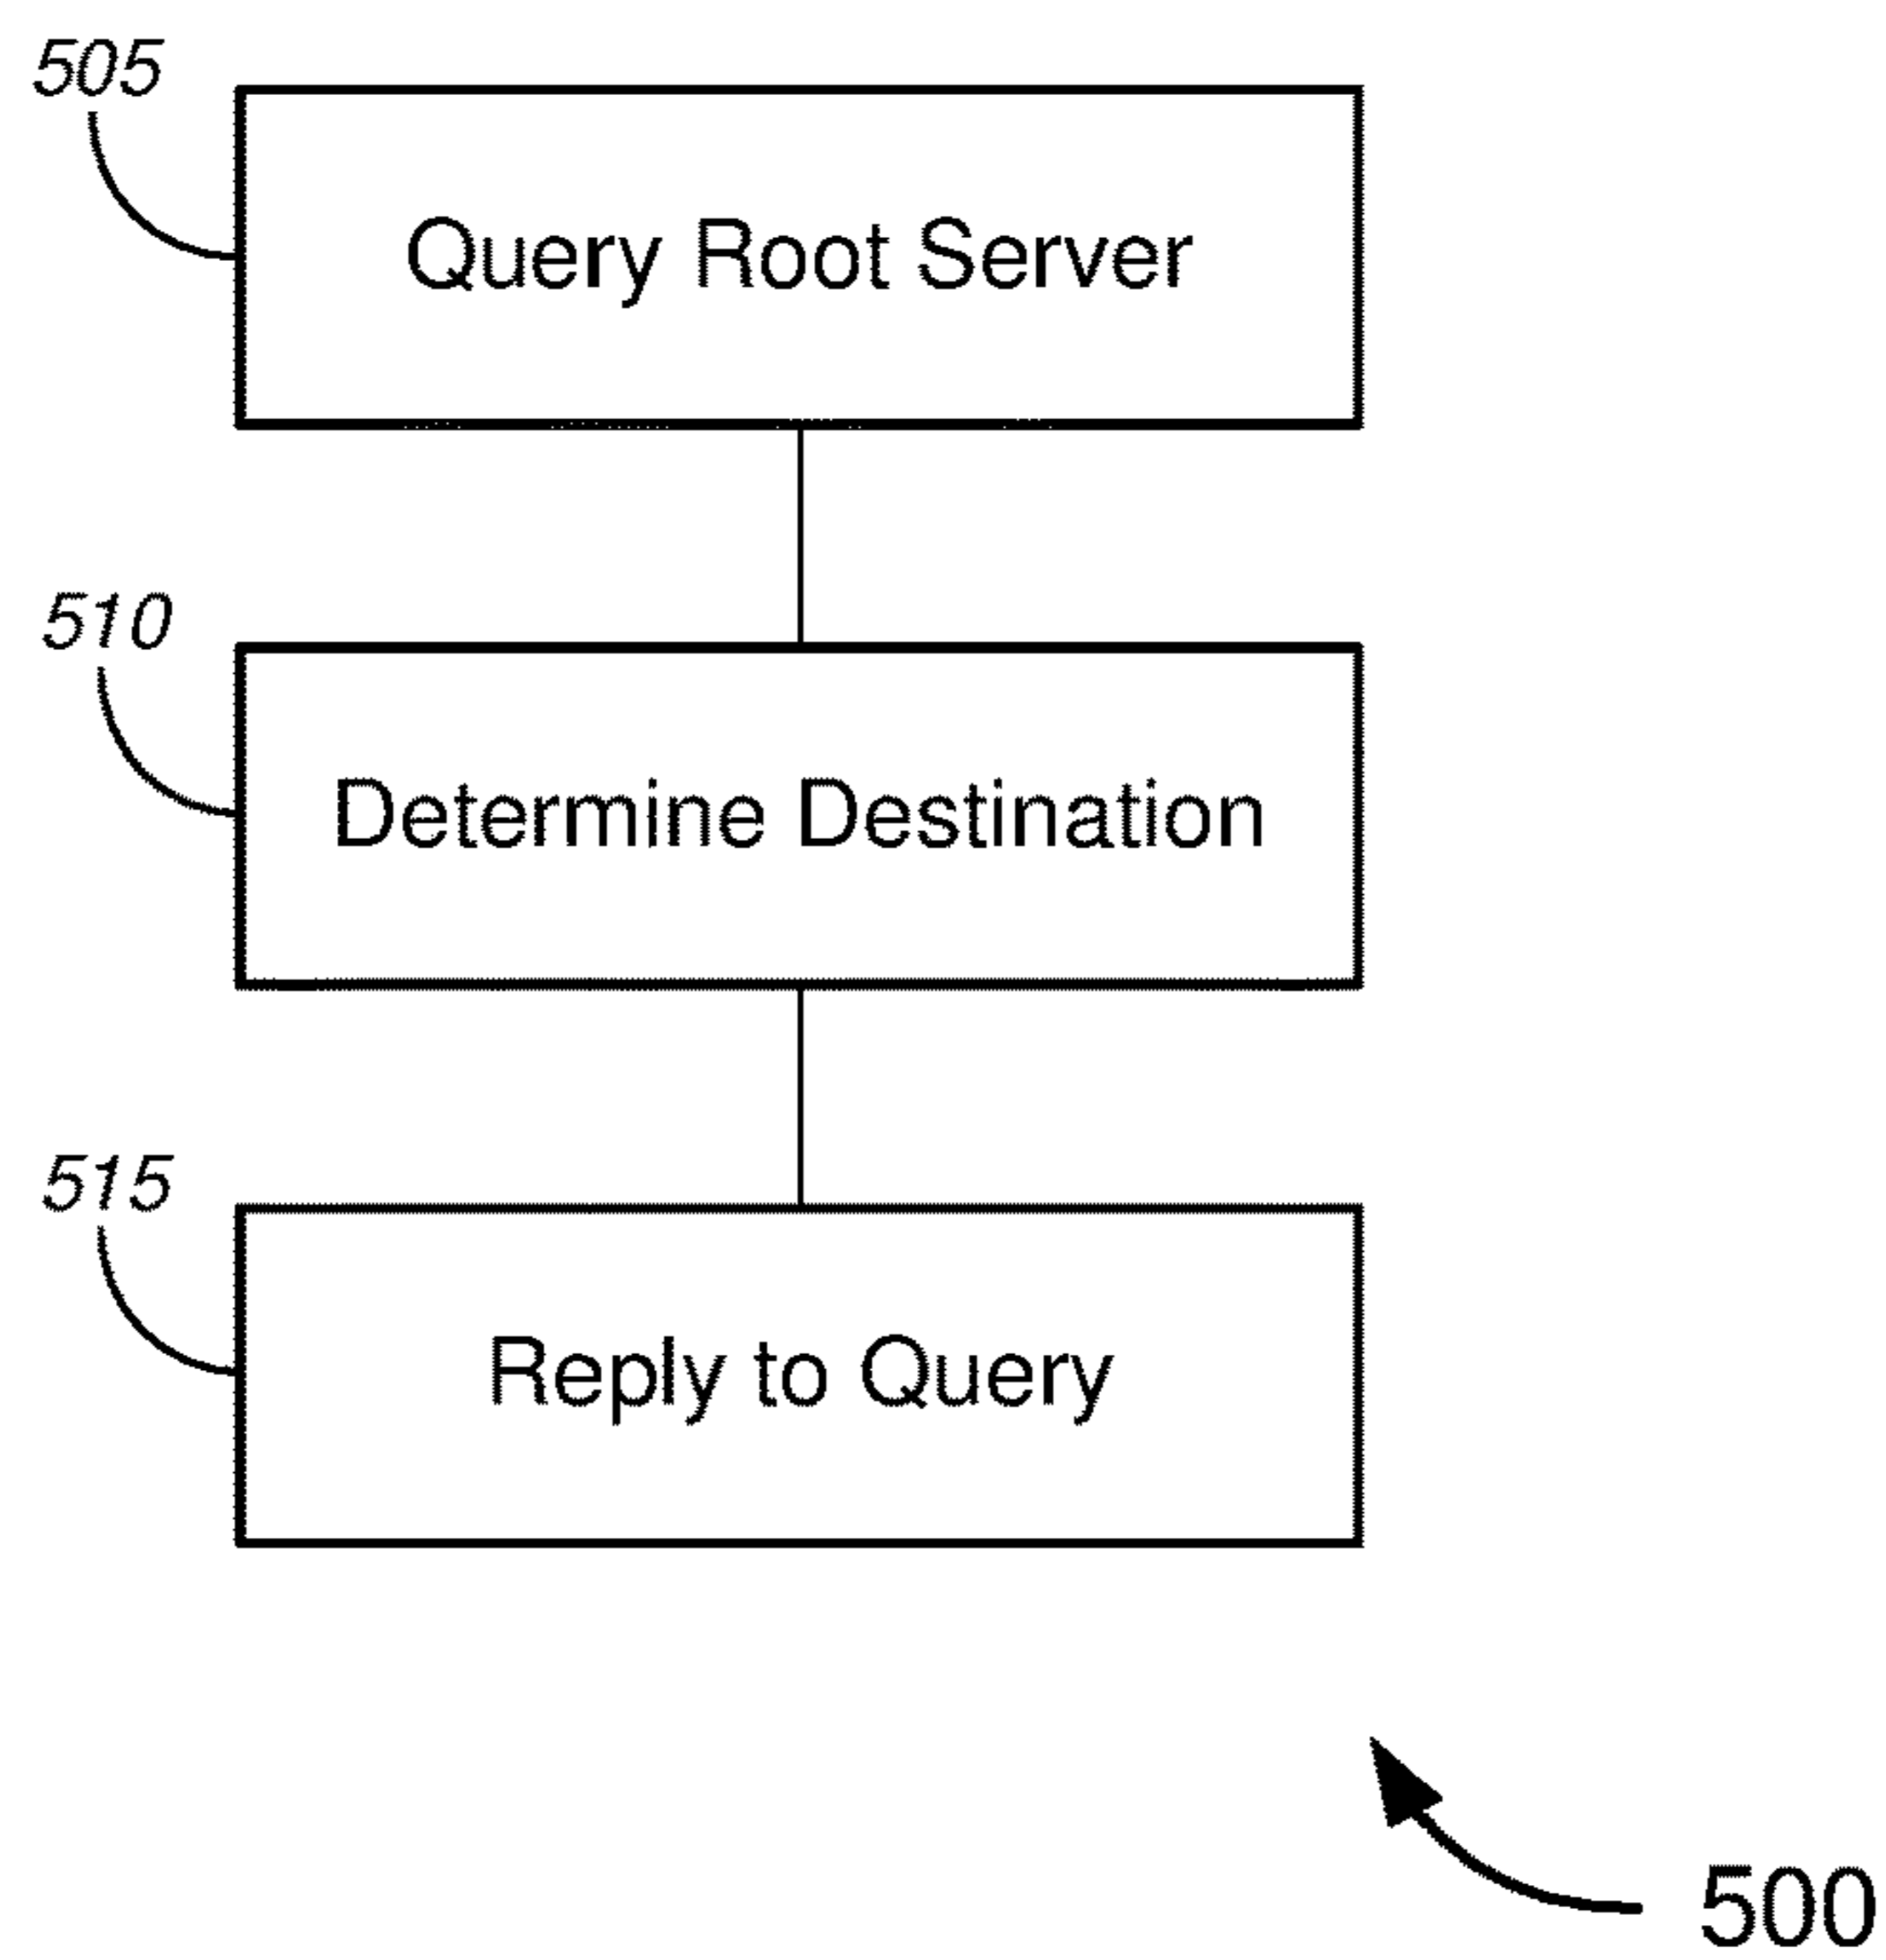 505
Query Root Server
510
Determine Destination
515
Reply to Query
500